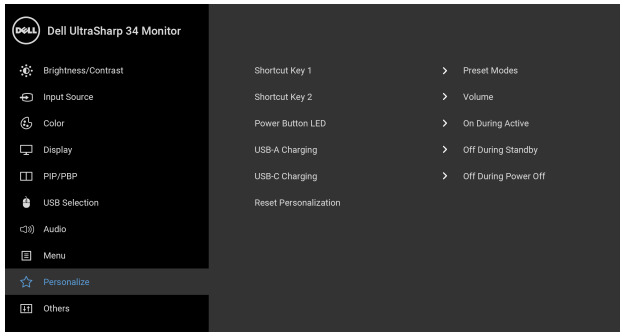 DELL Dell UltraSharp 34 Monitor
Brightness/Contrast
Input Source
Color
Display
PIP/PBP
USB Selection
Audio
Menu
Personalize
Others
Shortcut Key 1 > Preset Modes
Shortcut Key 2 > Volume
Power Button LED > On During Active
USB-A Charging > Off During Standby
USB-C Charging > Off During Power Off
Reset Personalization